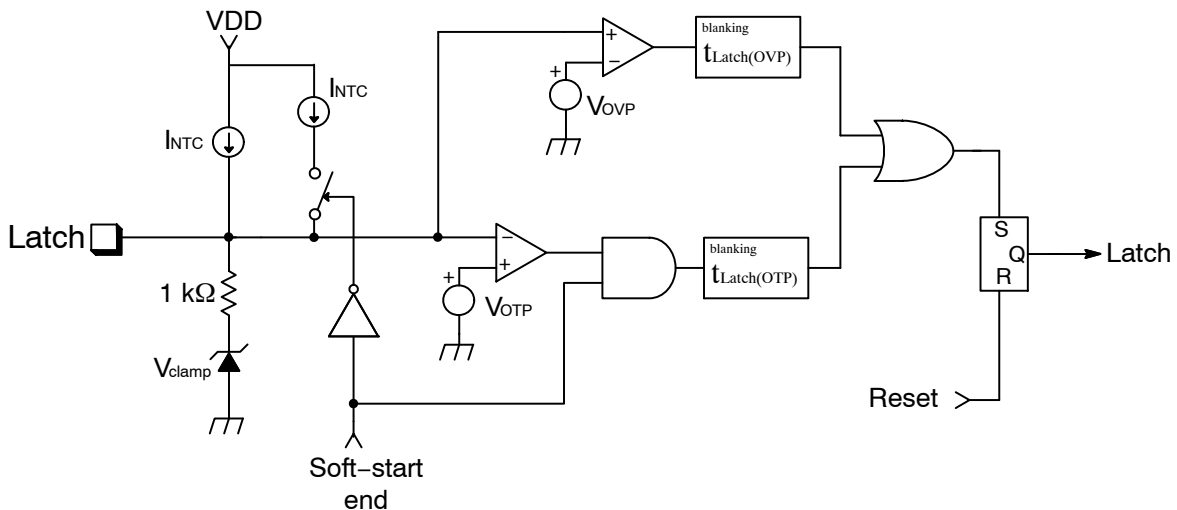 VDD
INTC
INTC
Latch
1 kΩ
Vclamp
+
−
+
VOVP
blanking
tLatch(OVP)
−
+
+
VOTP
blanking
tLatch(OTP)
S
Q
R
Latch
Reset
Soft−start
end